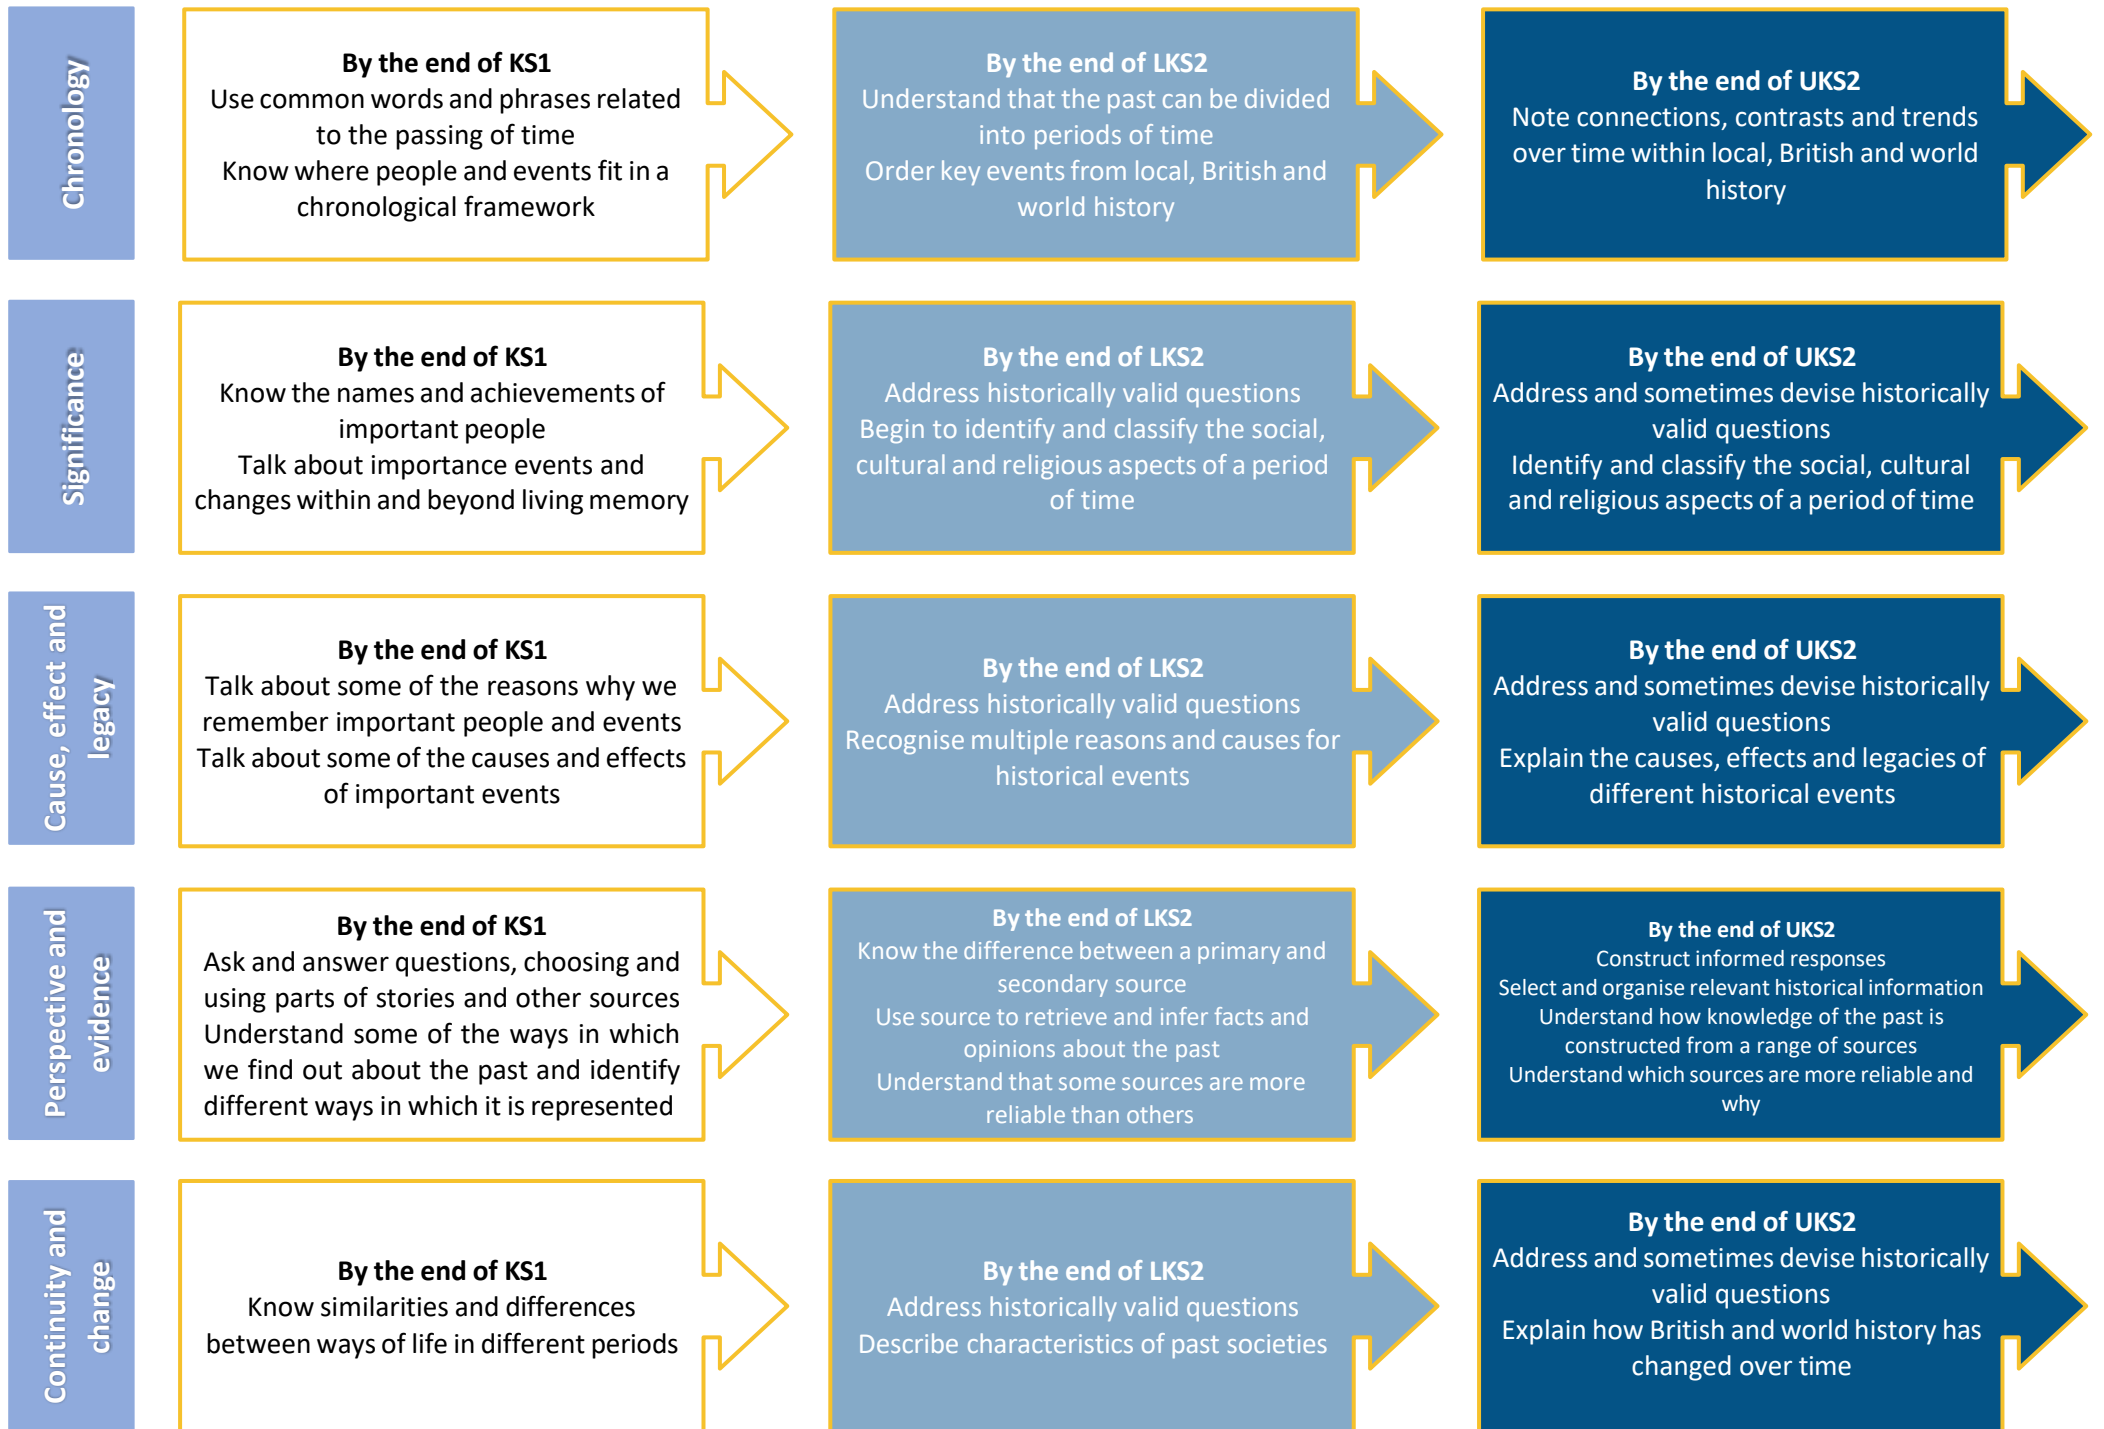 Chronology
By the end of KS1
Use common words and phrases related
to the passing of time
Know where people and events fit in a
chronological framework
By the end of LKS2
Understand that the past can be divided
into periods of time
Order key events from local, British and
world history
By the end of UKS2
Note connections, contrasts and trends
over time within local, British and world
history
Significance
By the end of KS1
Know the names and achievements of
important people
Talk about importance events and
changes within and beyond living memory
By the end of LKS2
Address historically valid questions
Begin to identify and classify the social,
cultural and religious aspects of a period
of time
By the end of UKS2
Address and sometimes devise historically
valid questions
Identify and classify the social, cultural
and religious aspects of a period of time
Cause, effect and
legacy
By the end of KS1
Talk about some of the reasons why we
remember important people and events
Talk about some of the causes and effects
of important events
By the end of LKS2
Address historically valid questions
Recognise multiple reasons and causes for
historical events
By the end of UKS2
Address and sometimes devise historically
valid questions
Explain the causes, effects and legacies of
different historical events
Perspective and
evidence
By the end of KS1
Ask and answer questions, choosing and
using parts of stories and other sources
Understand some of the ways in which
we find out about the past and identify
different ways in which it is represented
By the end of LKS2
Know the difference between a primary and
secondary source
Use source to retrieve and infer facts and
opinions about the past
Understand that some sources are more
reliable than others
By the end of UKS2
Construct informed responses
Select and organise relevant historical information
Understand how knowledge of the past is
constructed from a range of sources
Understand which sources are more reliable and
why
Continuity and
change
By the end of KS1
Know similarities and differences
between ways of life in different periods
By the end of LKS2
Address historically valid questions
Describe characteristics of past societies
By the end of UKS2
Address and sometimes devise historically
valid questions
Explain how British and world history has
changed over time